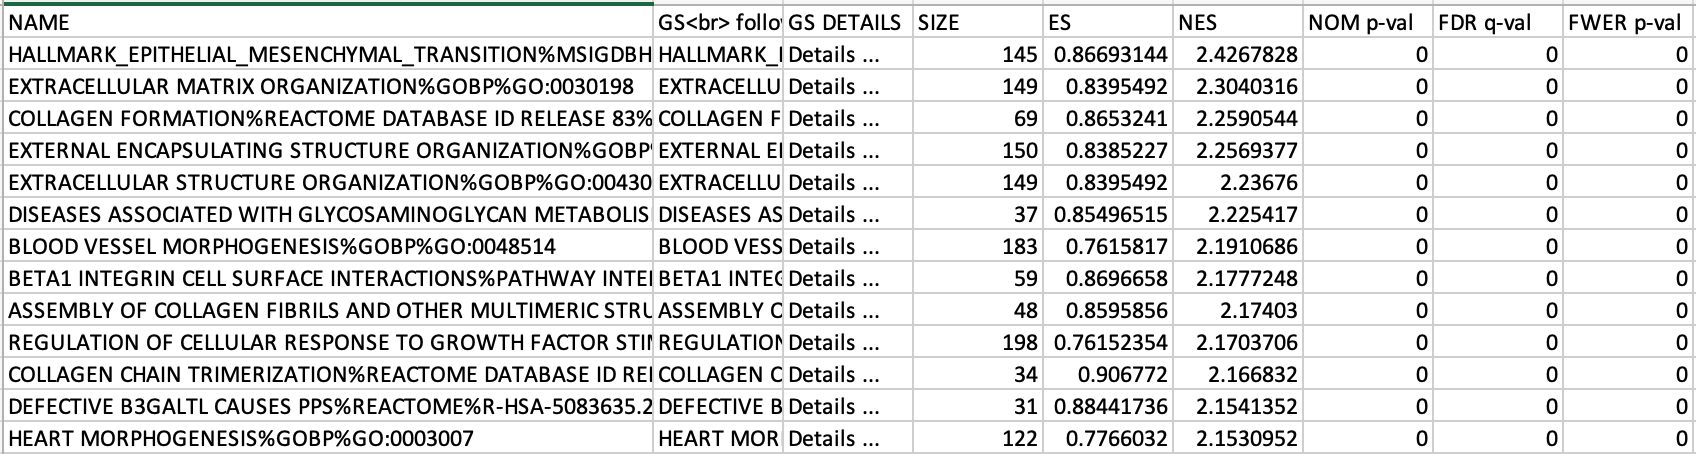 NAME GS<br> follo GS DETAILS SIZE ES NES NOM p-val FDR q-val FWER p-val
HALLMARK_EPITHELIAL_MESENCHYMAL_TRANSITION%MSIGDBH HALLMARK_ Details ... 145 0.86693144 2.4267828 0 0 0
EXTRACELLULAR MATRIX ORGANIZATION%GOBP%GO:0030198 EXTRACELLU Details ... 149 0.8395492 2.3040316 0 0 0
COLLAGEN FORMATION%REACTOME DATABASE ID RELEASE 83% COLLAGEN F Details ... 69 0.8653241 2.2590544 0 0 0
EXTERNAL ENCAPSULATING STRUCTURE ORGANIZATION%GOBP EXTERNAL E Details ... 150 0.8385227 2.2569377 0 0 0
EXTRACELLULAR STRUCTURE ORGANIZATION%GOBP%GO:00430 EXTRACELLU Details ... 149 0.8395492 2.23676 0 0 0
DISEASES ASSOCIATED WITH GLYCOSAMINOGLYCAN METABOLIS DISEASES AS Details ... 37 0.85496515 2.225417 0 0 0
BLOOD VESSEL MORPHOGENESIS%GOBP%GO:0048514 BLOOD VESS Details ... 183 0.7615817 2.1910686 0 0 0
BETA1 INTEGRIN CELL SURFACE INTERACTIONS%PATHWAY INTE BETA1 INTEG Details ... 59 0.8696658 2.1777248 0 0 0
ASSEMBLY OF COLLAGEN FIBRILS AND OTHER MULTIMERIC STRU ASSEMBLY O Details ... 48 0.8595856 2.17403 0 0 0
REGULATION OF CELLULAR RESPONSE TO GROWTH FACTOR STI REGULATION Details ... 198 0.76152354 2.1703706 0 0 0
COLLAGEN CHAIN TRIMERIZATION%REACTOME DATABASE ID REL COLLAGEN C Details ... 34 0.906772 2.166832 0 0 0
DEFECTIVE B3GALTL CAUSES PPS%REACTOME%R-HSA-5083635.2 DEFECTIVE B Details ... 31 0.88441736 2.1541352 0 0 0
HEART MORPHOGENESIS%GOBP%GO:0003007 HEART MOR Details ... 122 0.7766032 2.1530952 0 0 0